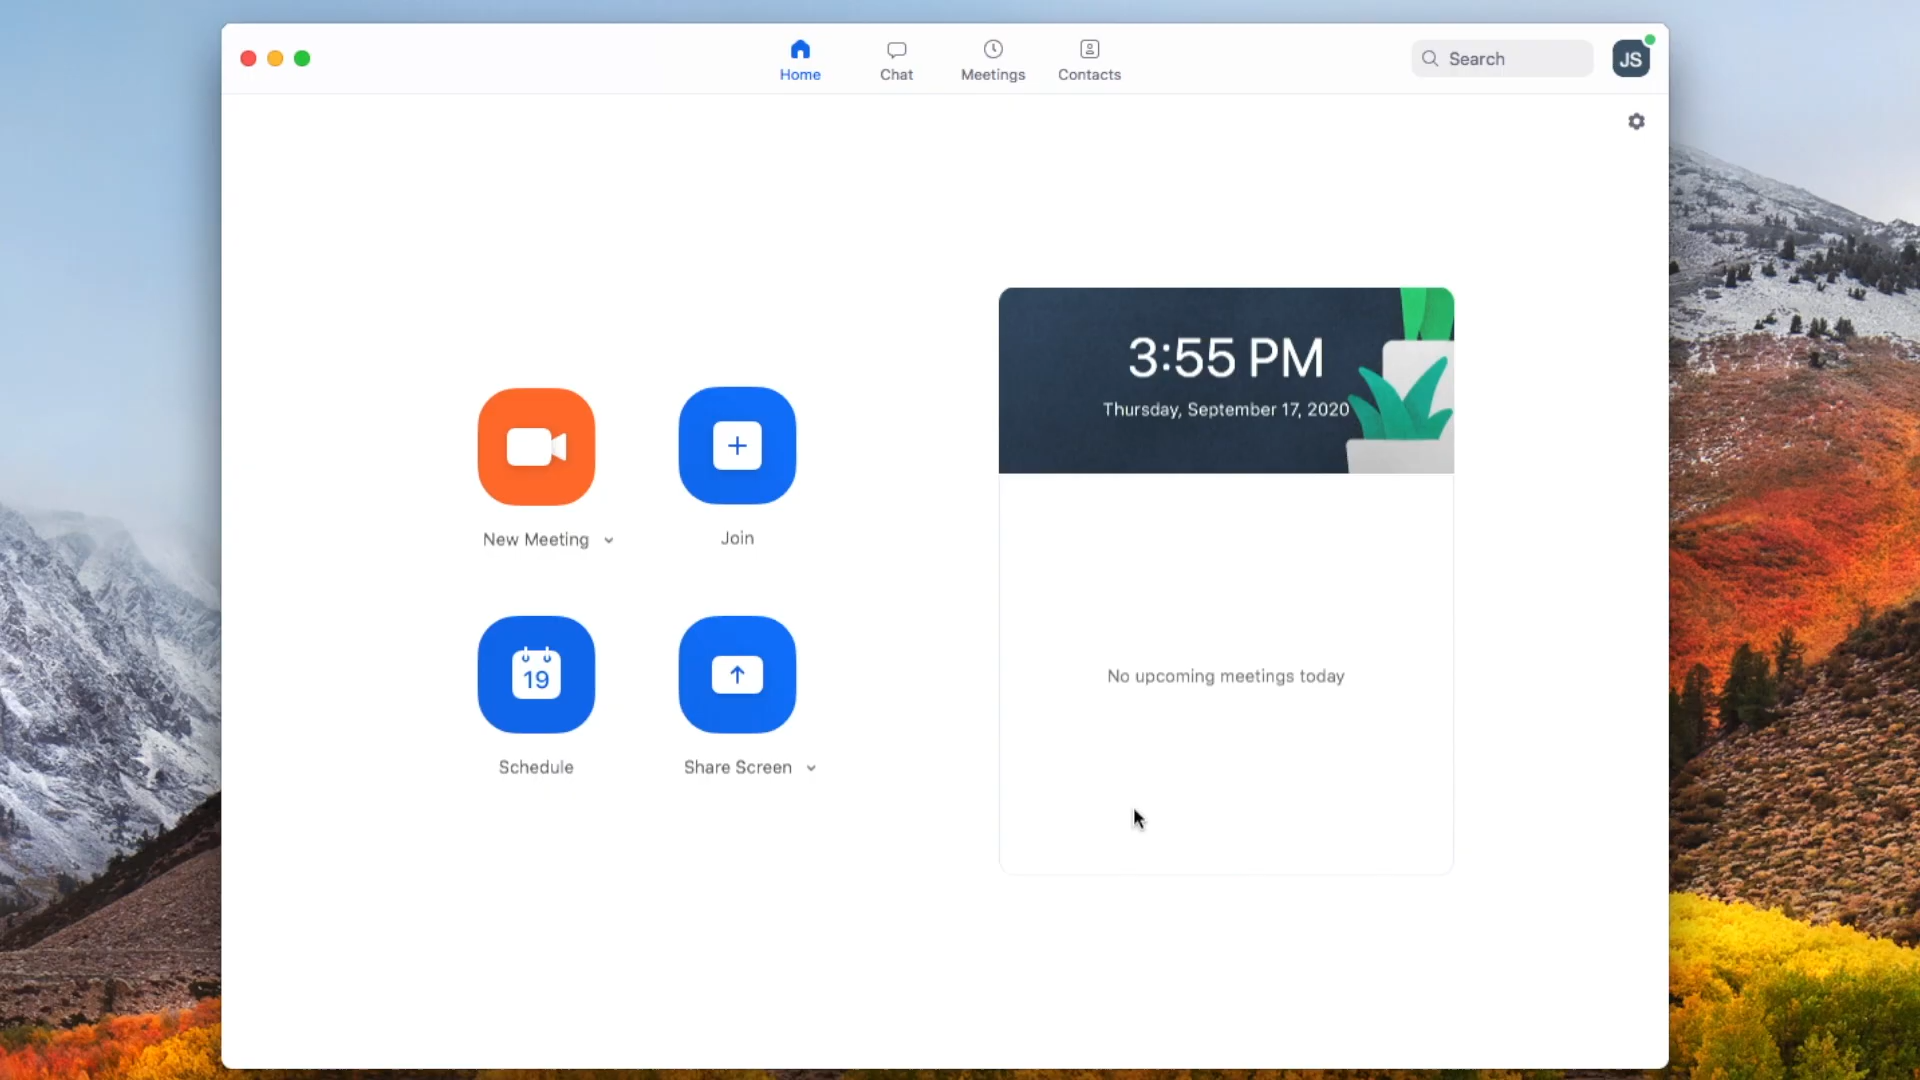 Home
Chat
Meetings
Contacts
Search
JS
3:55 PM
Thursday, September 17, 2020
New Meeting
Join
19
Schedule
Share Screen
No upcoming meetings today